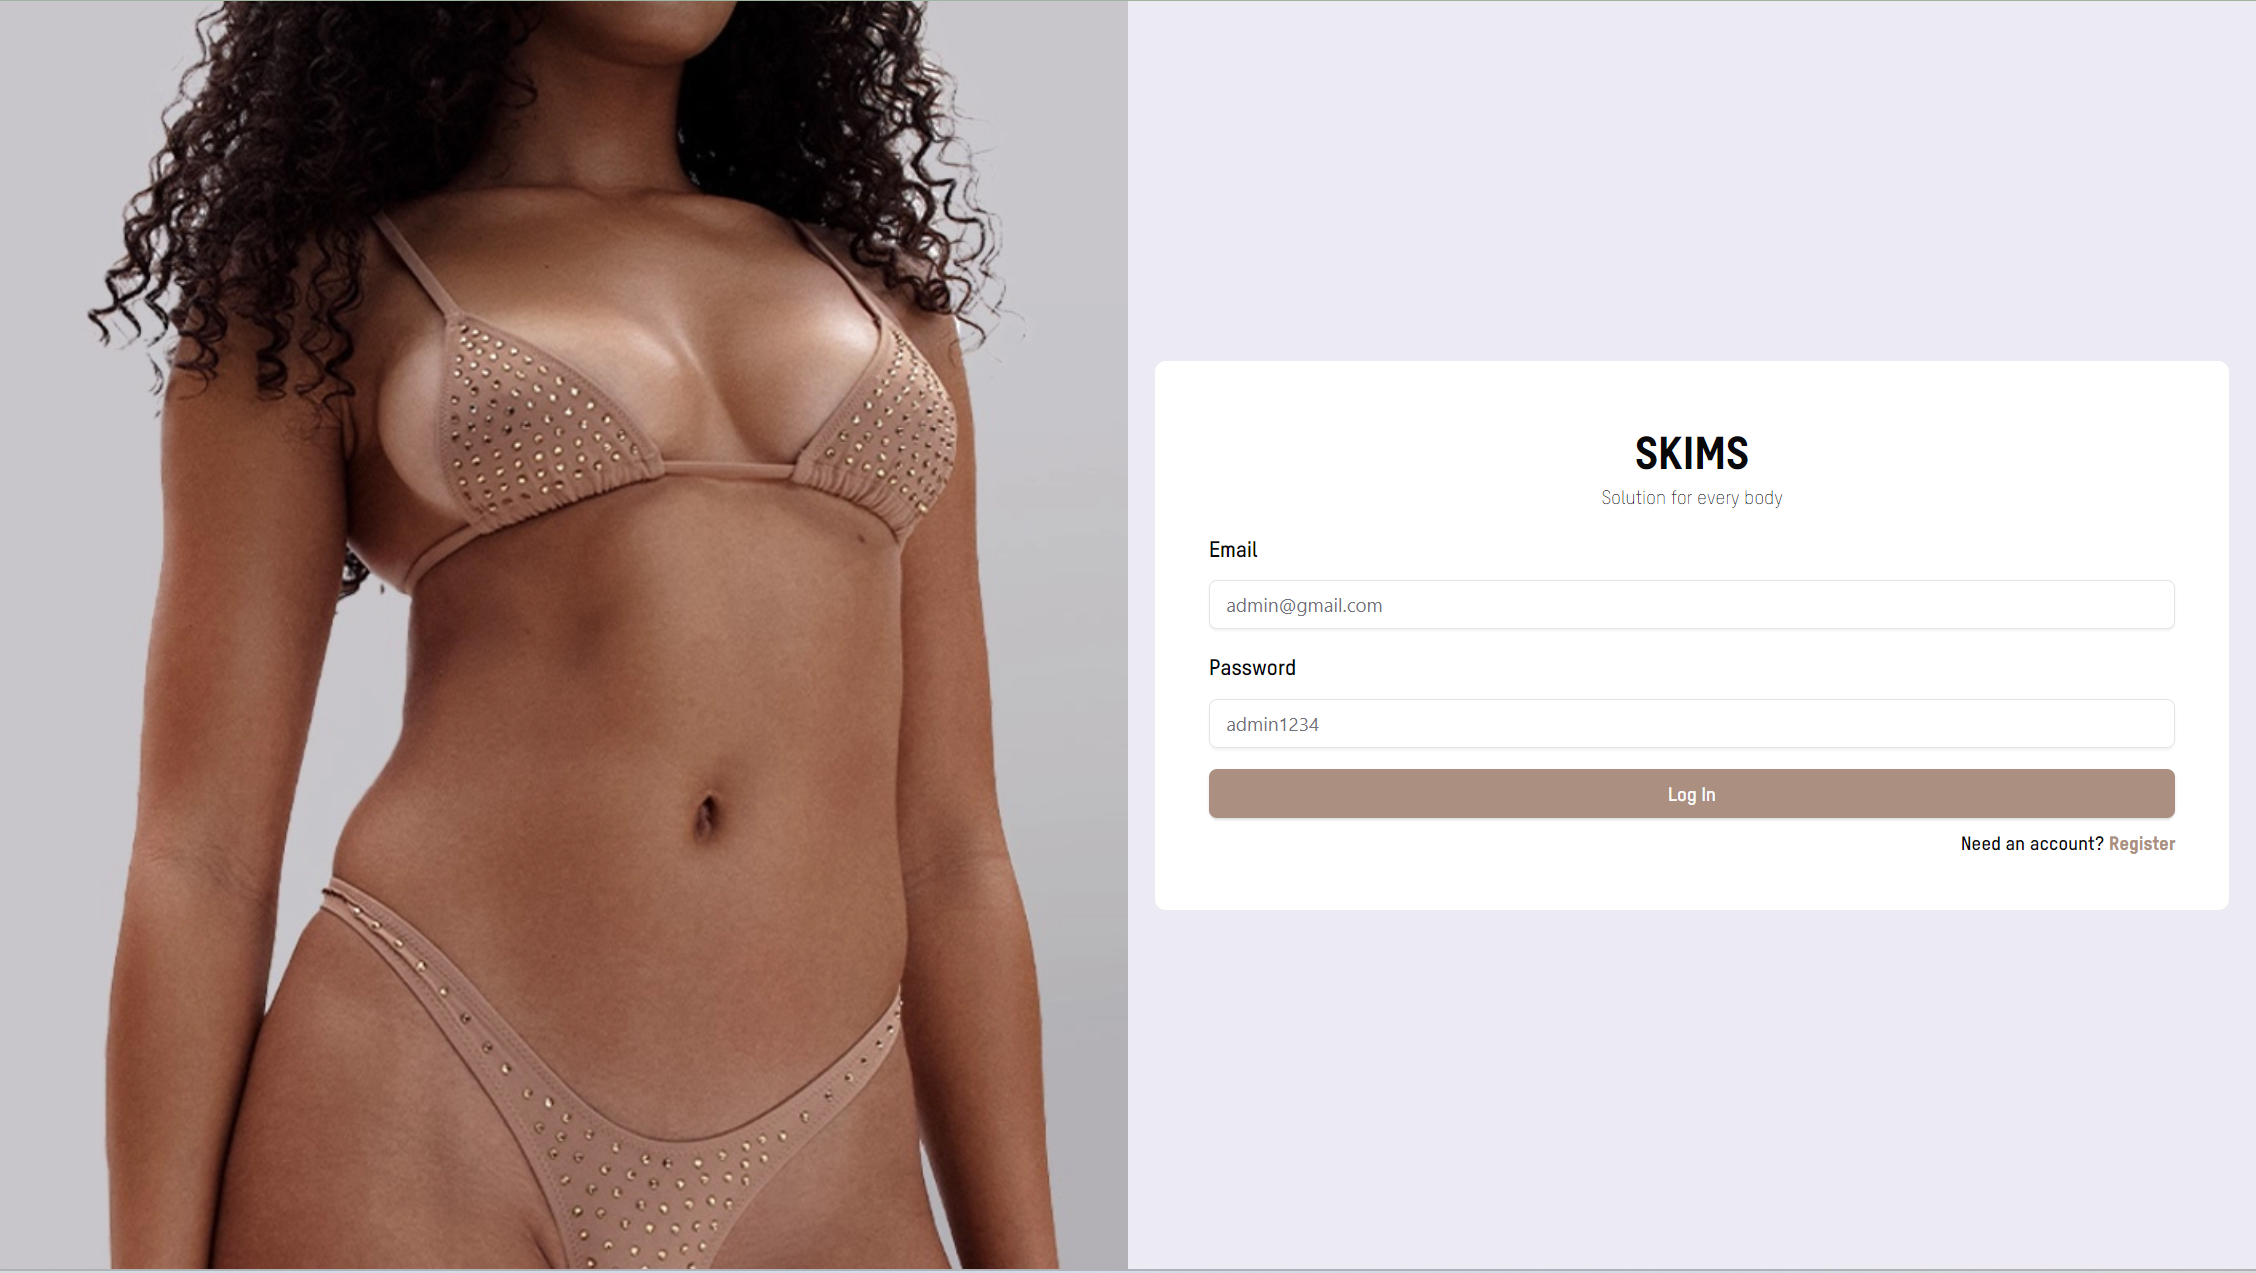 SKIMS
Solution for every body
Email
admin@gmail.com
Password
admin1234
Log In
Need an account? Register